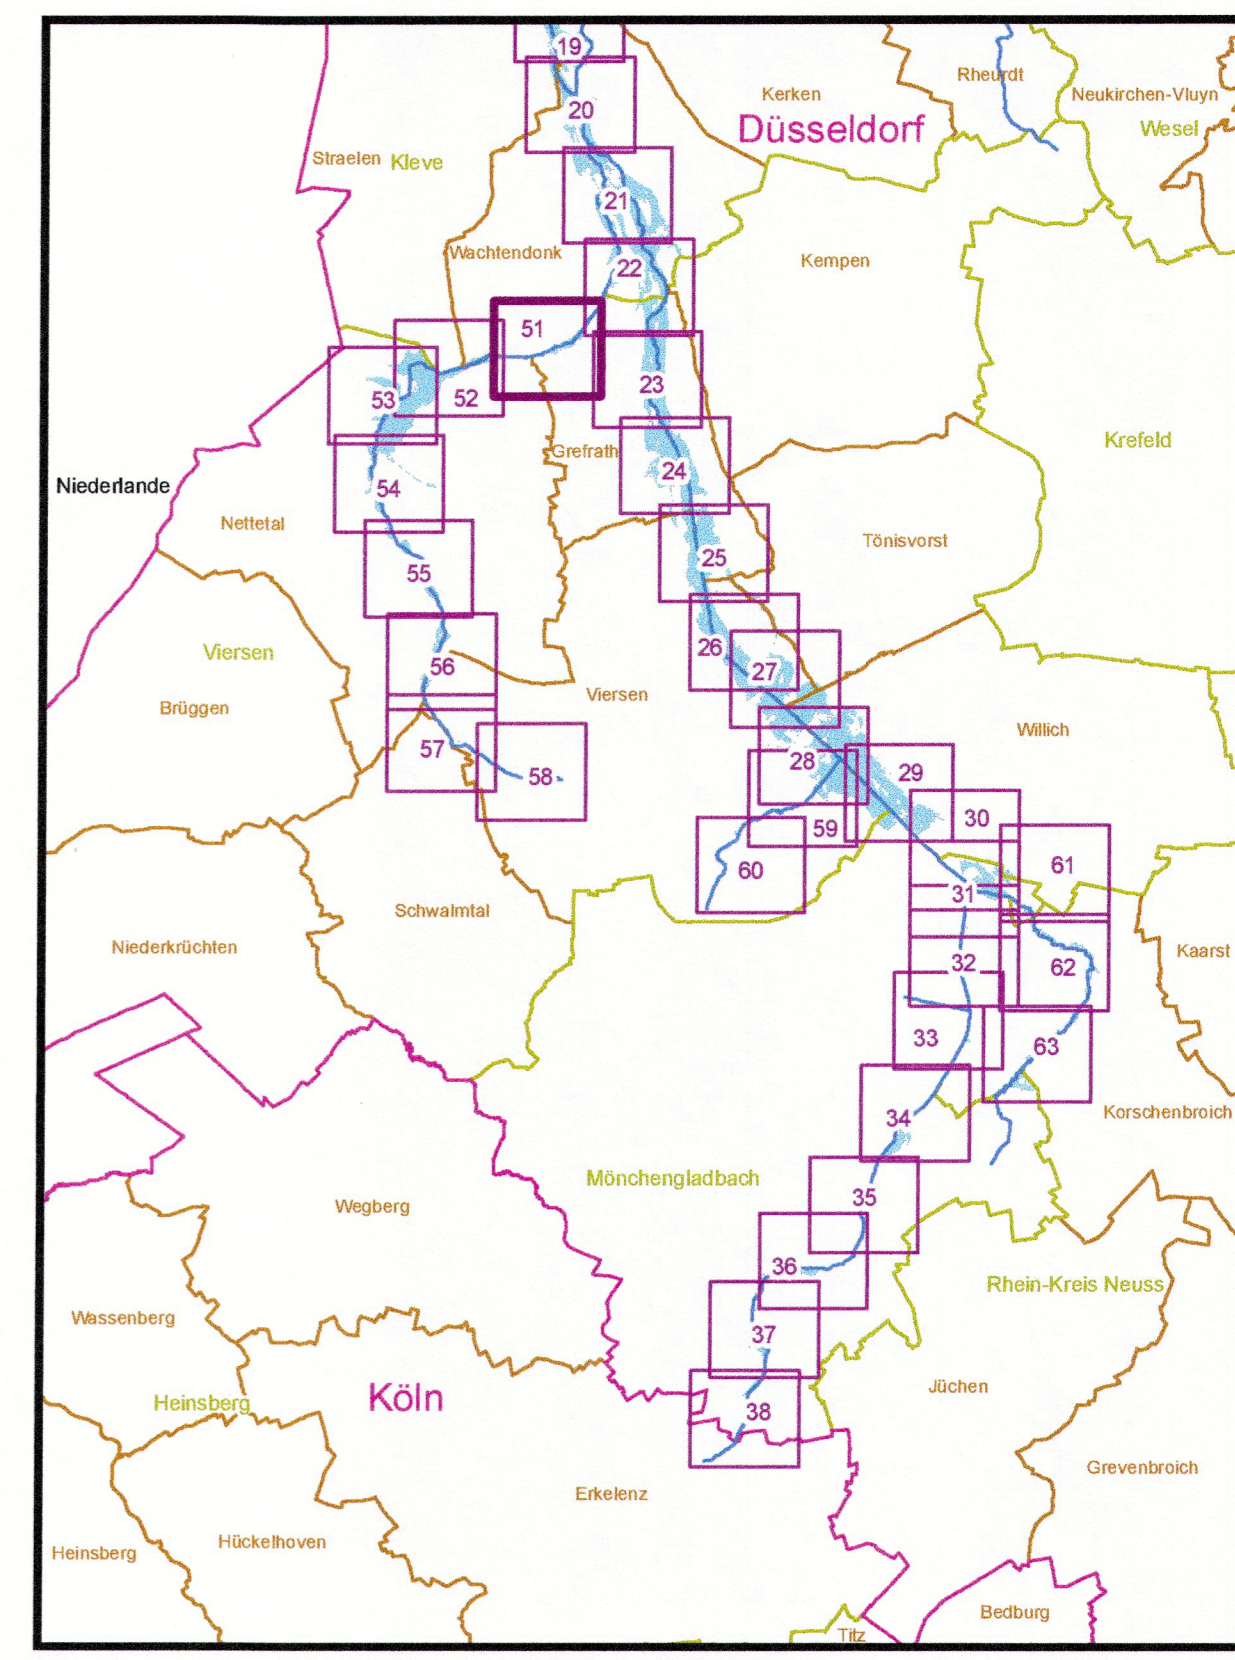 19
Rheurdt
Kerken
Neukirchen-Vluyn
20
Düsseldorf
Wesel
Straelen
Kleve
21
Wachtendonk
22
Kempen
51
23
52
53
Krefeld
Grefrath
24
Niederlande
54
Nettetal
Tönisvorst
25
55
26
Viersen
56
27
Viersen
Brüggen
Willich
57
28
29
58
30
59
61
60
31
Schwalmtal
Niederkrüchten
Kaarst
32
62
33
63
Korschenbroich
34
Mönchengladbach
35
Wegberg
36
Rhein-Kreis Neuss
Wassenberg
37
Jüchen
Köln
Heinsberg
38
Grevenbroich
Erkelenz
Hückelhoven
Heinsberg
Bedburg
Titz